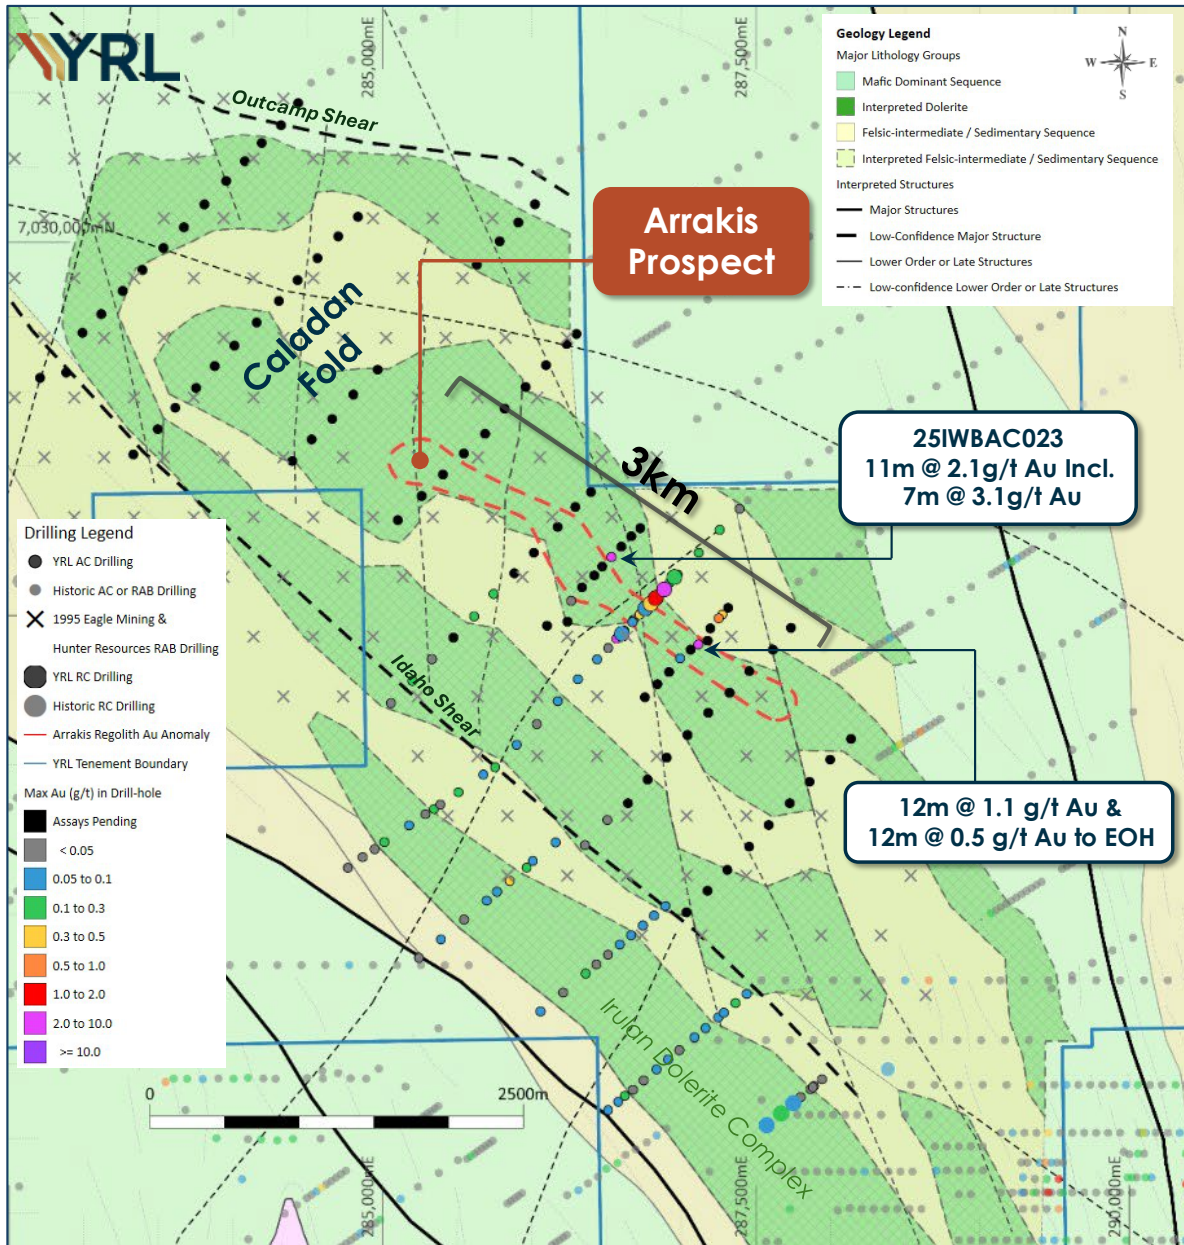 YRL
285,000mE
287,500mE
Outcamp Shear
7,030,000mN
Geology Legend
Major Lithology Groups
Mafic Dominant Sequence
Interpreted Dolerite
Felsic-intermediate / Sedimentary Sequence
Interpreted Felsic-intermediate / Sedimentary Sequence
Interpreted Structures
Major Structures
Low-Confidence Major Structure
Lower Order or Late Structures
Low-confidence Lower Order or Late Structures
N
W
E
S
Arrakis
Prospect
Caladan
Fold
3km
25IWBAC023
11m @ 2.1g/t Au Incl.
7m @ 3.1g/t Au
Drilling Legend
YRL AC Drilling
Historic AC or RAB Drilling
1995 Eagle Mining &
Hunter Resources RAB Drilling
YRL RC Drilling
Historic RC Drilling
Arrakis Regolith Au Anomaly
YRL Tenement Boundary
Max Au (g/t) in Drill-hole
Assays Pending
< 0.05
0.05 to 0.1
0.1 to 0.3
0.3 to 0.5
0.5 to 1.0
1.0 to 2.0
2.0 to 10.0
>= 10.0
Idaho Shear
12m @ 1.1 g/t Au &
12m @ 0.5 g/t Au to EOH
Irulan Dolerite Complex
0
2500m
285,000mE
287,500mE
290,000mE